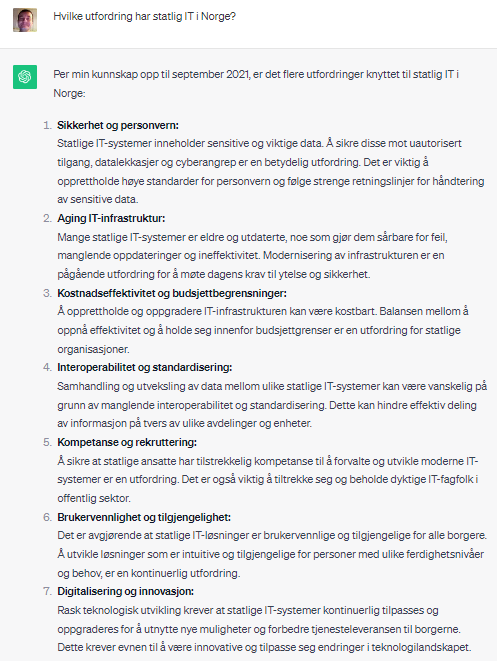 Hvilke utfordring har statlig IT i Norge?
Per min kunnskap opp til september 2021, er det flere utfordringer knyttet til statlig IT i
Norge:
1. Sikkerhet og personvern:
Statlige IT-systemer inneholder sensitive og viktige data. Å sikre disse mot uautorisert
tilgang, datalekkasjer og cyberangrep er en betydelig utfordring. Det er viktig å
opprettholde høye standarder for personvern og følge strenge retningslinjer for håndtering
av sensitive data.
2. Aging IT-infrastruktur:
Mange statlige IT-systemer er eldre og utdaterte, noe som gjør dem sårbare for feil,
manglende oppdateringer og ineffektivitet. Modernisering av infrastrukturen er en
pågående utfordring for å møte dagens krav til ytelse og sikkerhet.
3. Kostnadseffektivitet og budsjettbegrensninger:
Å opprettholde og oppgradere IT-infrastrukturen kan være kostbart. Balansen mellom å
oppnå effektivitet og å holde seg innenfor budsjettgrenser er en utfordring for statlige
organisasjoner.
4. Interoperabilitet og standardisering:
Samhandling og utveksling av data mellom ulike statlige IT-systemer kan være vanskelig på
grunn av manglende interoperabilitet og standardisering. Dette kan hindre effektiv deling
av informasjon på tvers av ulike avdelinger og enheter.
5. Kompetanse og rekruttering:
Å sikre at statlige ansatte har tilstrekkelig kompetanse til å forvalte og utvikle moderne IT-
systemer er en utfordring. Det er også viktig å tiltrekke seg og beholde dyktige IT-fagfolk i
offentlig sektor.
6. Brukervennlighet og tilgjengelighet:
Det er avgjørende at statlige IT-løsninger er brukervennlige og tilgjengelige for alle borgere.
Å utvikle løsninger som er intuitive og tilgjengelige for personer med ulike ferdighetsnivåer
og behov, er en kontinuerlig utfordring.
7. Digitalisering og innovasjon:
Rask teknologisk utvikling krever at statlige IT-systemer kontinuerlig tilpasses og
oppgraderes for å utnytte nye muligheter og forbedre tjenesteleveransen til borgerne.
Dette krever evnen til å være innovative og tilpasse seg endringer i teknologilandskapet.